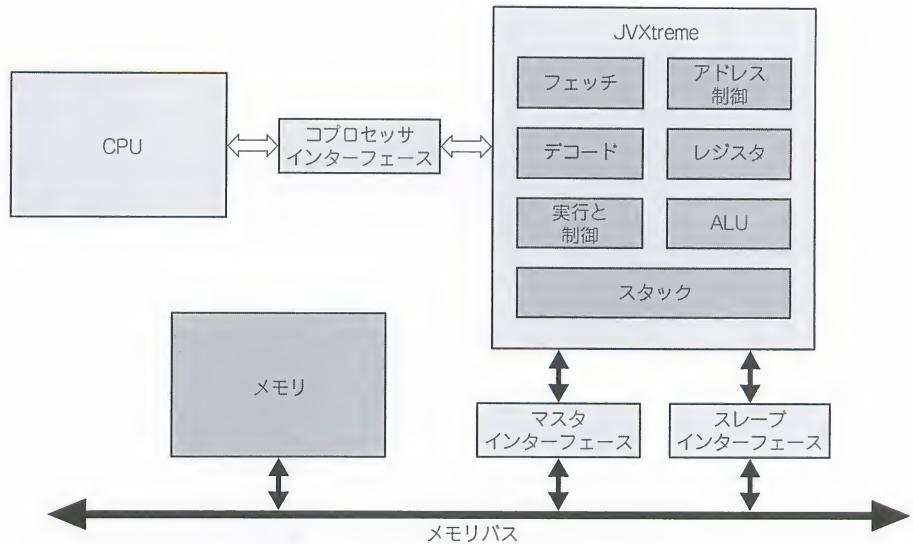 JVXtreme
フェッチ
アドレス
制御
CPU
コプロセッサ
インターフェース
デコード
レジスタ
実行と
制御
ALU
スタック
メモリ
マスタ
インターフェース
スレーブ
インターフェース
メモリバス